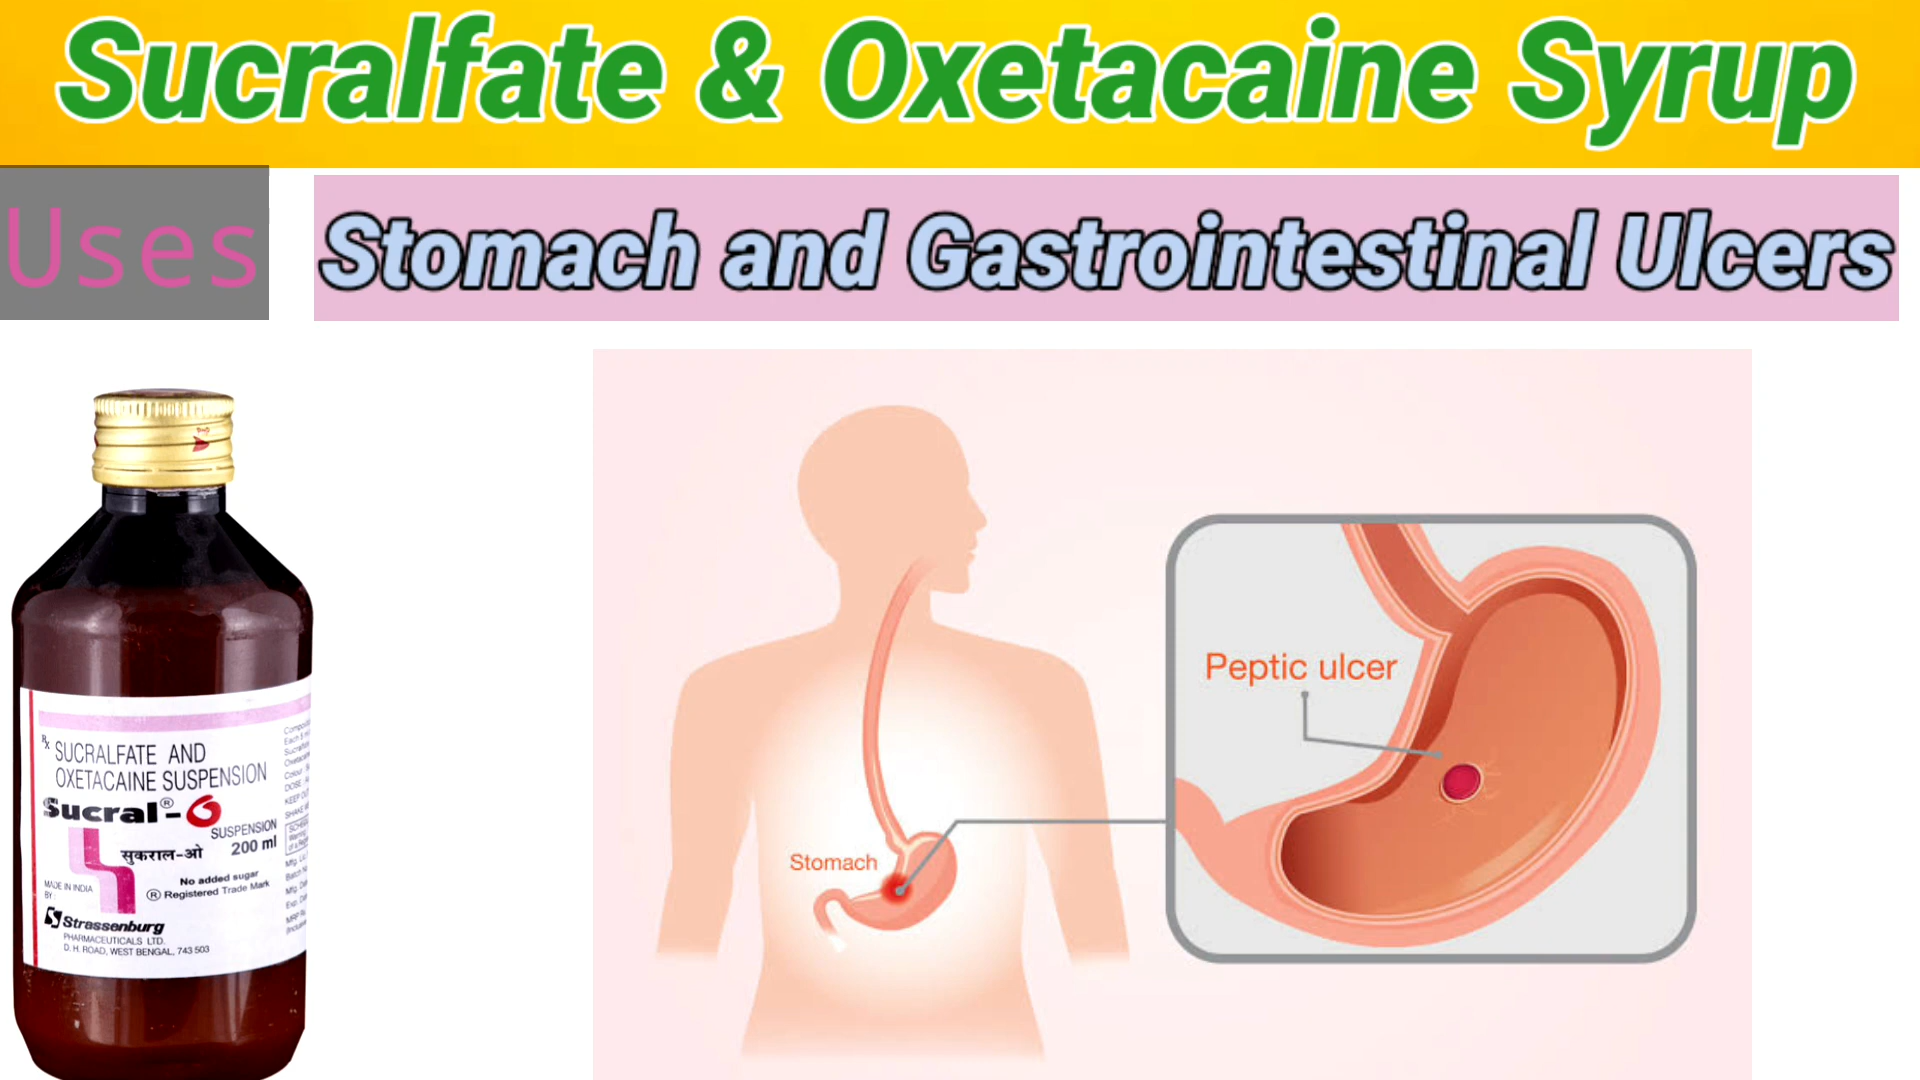 Sucralfate & Oxetacaine Syrup
Uses
Stomach and Gastrointestinal Ulcers
Rx
SUCRALFATE AND
OXETACAINE SUSPENSION
Sucral®-O
SUSPENSION
200 ml
सुकराल-ओ
No added sugar
® Registered Trade Mark
MADE IN INDIA
BY :
Strassenburg
PHARMACEUTICALS LTD.
D. H. ROAD, WEST BENGAL, 743 503
Stomach
Peptic ulcer